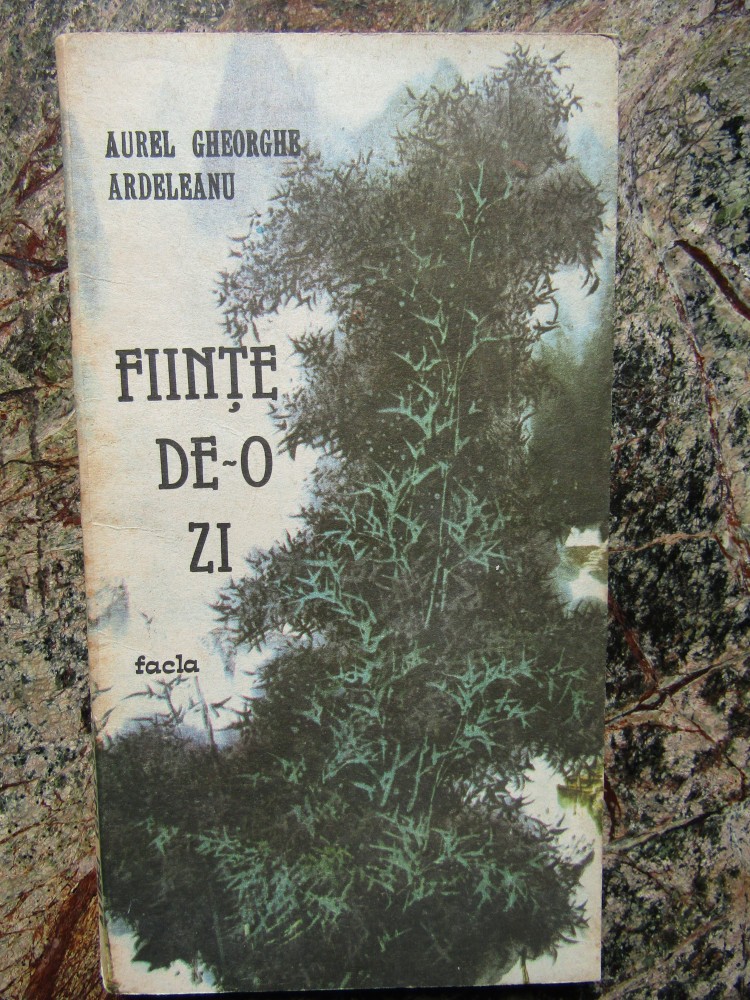 AUREL GHEORGHE
ARDELEANU
FIINȚE
DE-O
ZI
facla